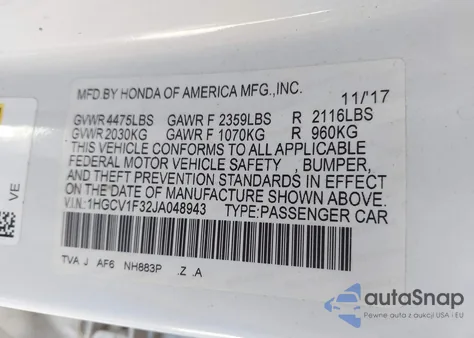 MFD.BY HONDA OF AMERICA MFG.,INC. 11/'17
GVWR 4475LBS GAWR F 2359LBS R 2116LBS
GVWR 2030KG GAWR F 1070KG R 960KG
THIS VEHICLE CONFORMS TO ALL APPLICABLE
FEDERAL MOTOR VEHICLE SAFETY , BUMPER,
AND THEFT PREVENTION STANDARDS IN EFFECT
ON THE DATE OF MANUFACTURE SHOWN ABOVE.
V.I.N.:1HGCV1F32JA048943 TYPE:PASSENGER CAR
TVA J AF6 NH883P .Z .A
VE
autoSnap
Pewne auto z aukcji USA i EU